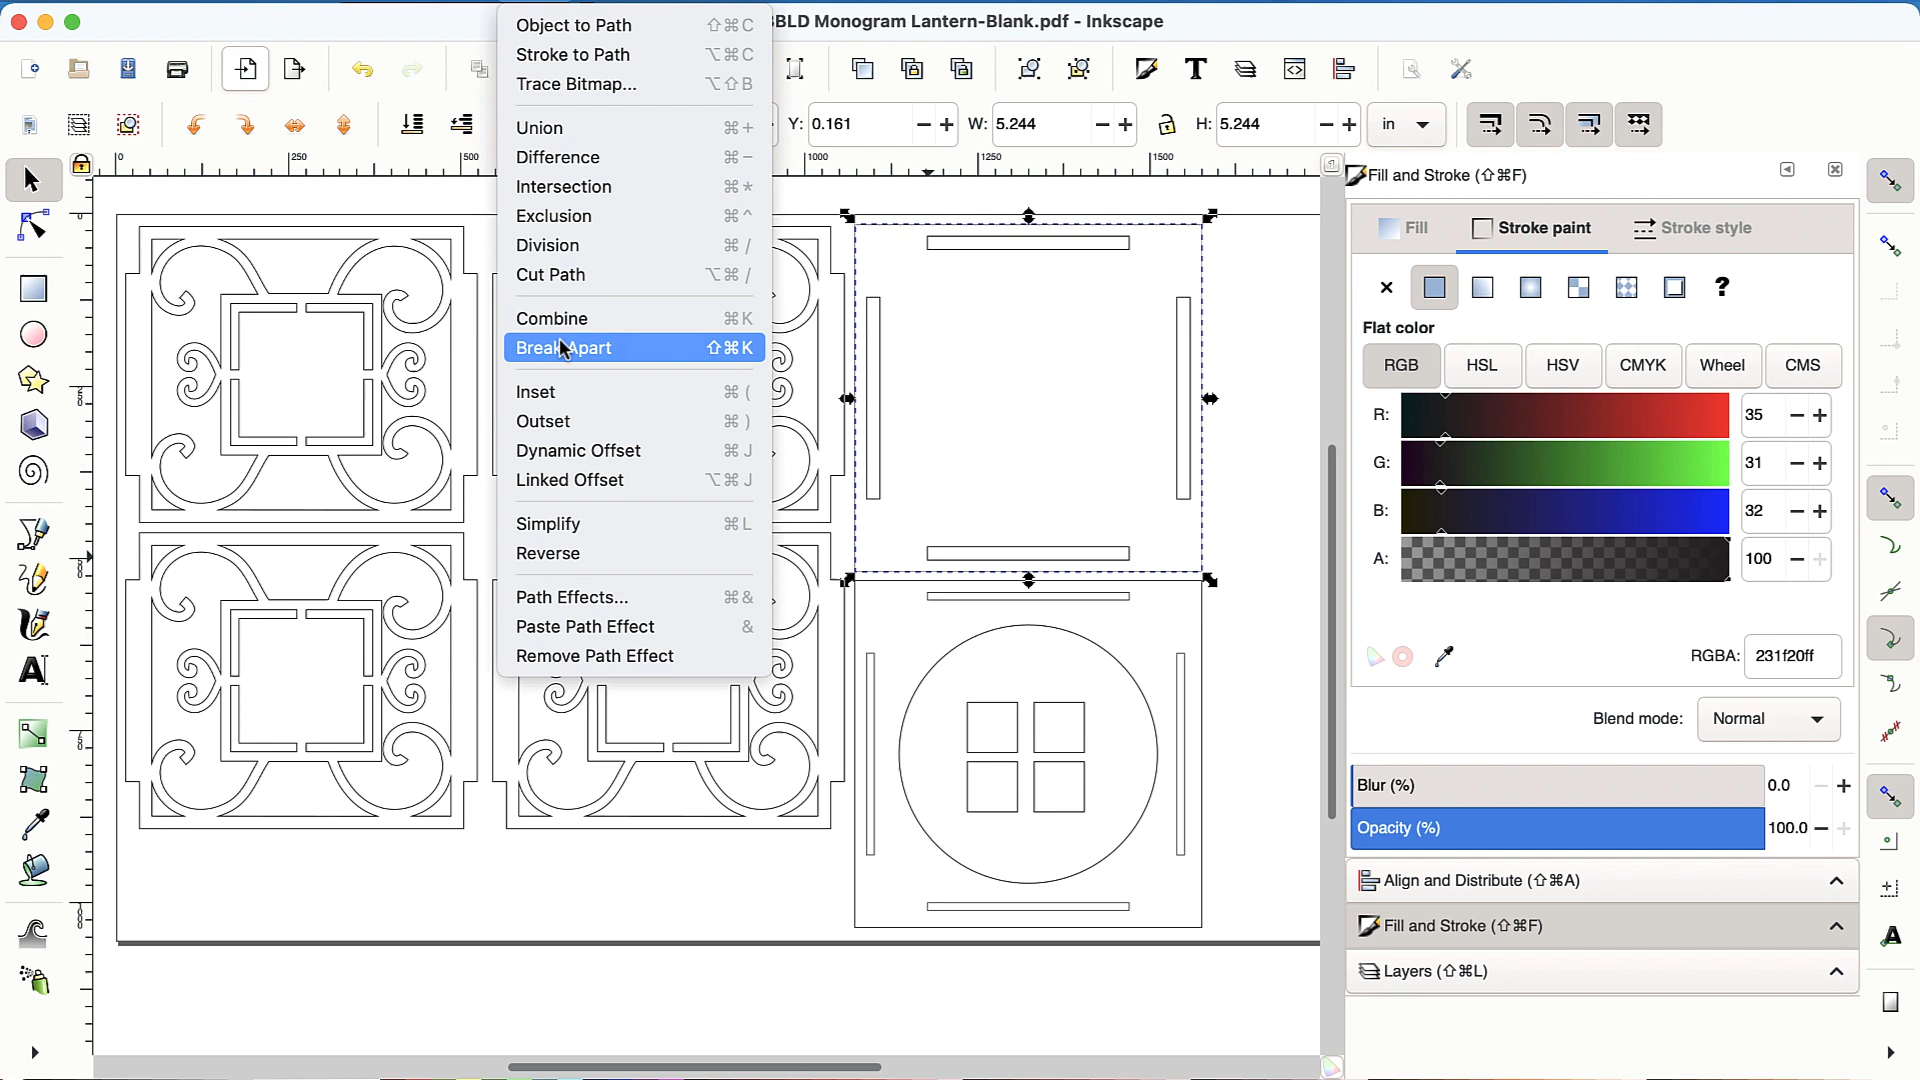 BLD Monogram Lantern-Blank.pdf - Inkscape
Object to Path ⇧⌘C
Stroke to Path ⌥⌘C
Trace Bitmap... ⌥⇧B
Union ⌘+
Difference ⌘−
Intersection ⌘*
Exclusion ⌘^
Division ⌘/
Cut Path ⌥⌘/
Combine ⌘K
Break Apart ⇧⌘K
Inset ⌘(
Outset ⌘)
Dynamic Offset ⌘J
Linked Offset ⌥⌘J
Simplify ⌘L
Reverse
Path Effects... ⌘&
Paste Path Effect &
Remove Path Effect
Y: 0.161 W: 5.244 H: 5.244 in
0 250 500 1000 1250 1500
Fill and Stroke (⇧⌘F)
Fill Stroke paint Stroke style
?
Flat color
RGB HSL HSV CMYK Wheel CMS
R: 35
G: 31
B: 32
A: 100
RGBA: 231f20ff
Blend mode: Normal
Blur (%) 0.0
Opacity (%) 100.0
Align and Distribute (⇧⌘A)
Fill and Stroke (⇧⌘F)
Layers (⇧⌘L)